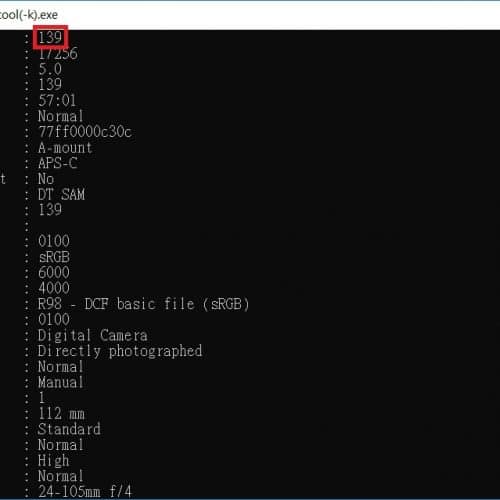 tool(-k).exe
: 139
: 17256
: 5.0
: 139
: 57:01
: Normal
: 77ff0000c30c
: A-mount
: APS-C
t : No
: DT SAM
: 139
:
: 0100
: sRGB
: 6000
: 4000
: R98 - DCF basic file (sRGB)
: 0100
: Digital Camera
: Directly photographed
: Normal
: Manual
: 1
: 112 mm
: Standard
: Normal
: High
: Normal
: 24-105mm f/4